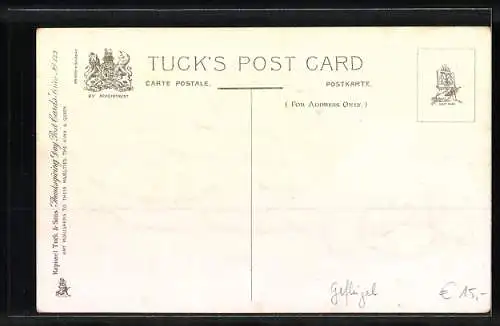 TUCK'S POST CARD
CARTE POSTALE.
POSTKARTE.
BY APPOINTMENT
( FOR ADDRESS ONLY. )
Raphael Tuck & Sons' "Thanksgiving Day" Post Cards
ART PUBLISHERS TO THEIR MAJESTIES THE KING & QUEEN
Geflügel
€ 15,-